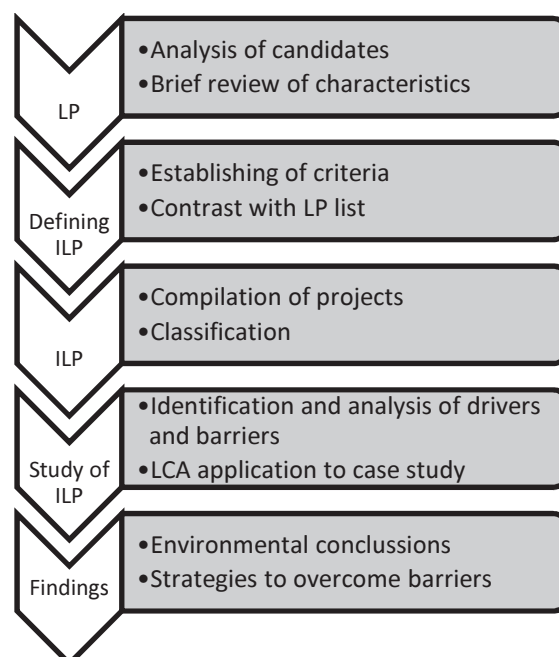 LP
•Analysis of candidates
•Brief review of characteristics
Defining
ILP
•Establishing of criteria
•Contrast with LP list
ILP
•Compilation of projects
•Classification
Study of
ILP
•Identification and analysis of drivers
and barriers
•LCA application to case study
Findings
•Environmental conclussions
•Strategies to overcome barriers